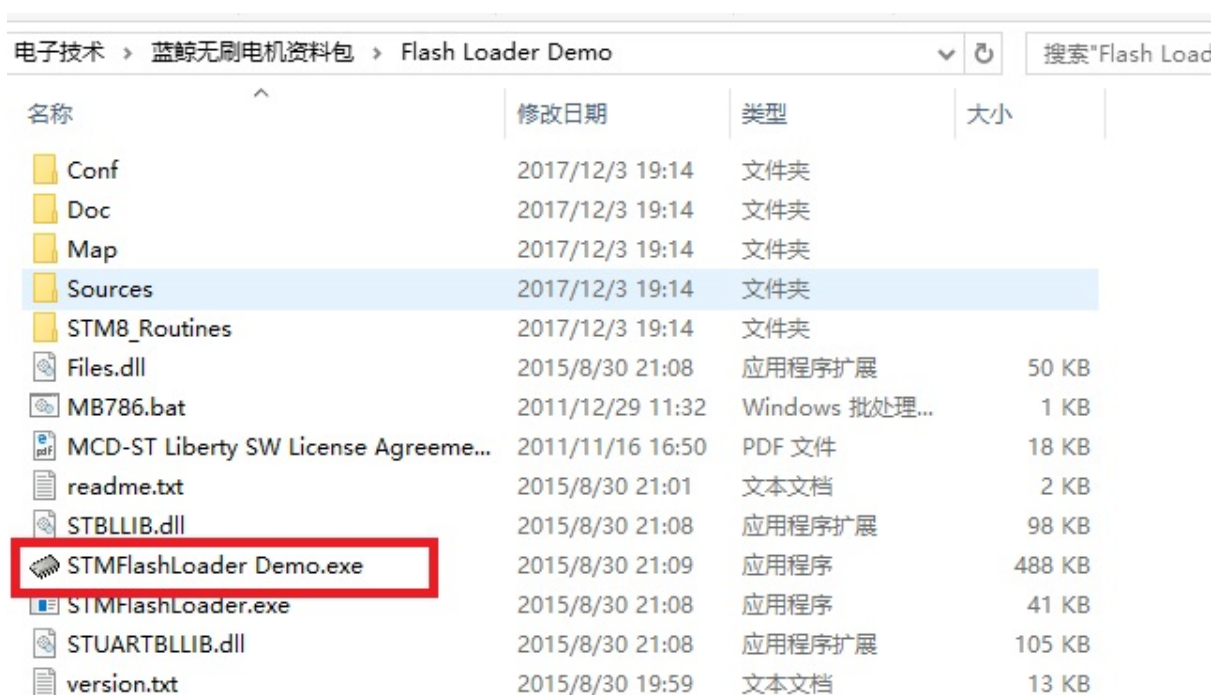 电子技术 › 蓝鲸无刷电机资料包 › Flash Loader Demo 搜索"Flash Load
名称 修改日期 类型 大小
Conf 2017/12/3 19:14 文件夹
Doc 2017/12/3 19:14 文件夹
Map 2017/12/3 19:14 文件夹
Sources 2017/12/3 19:14 文件夹
STM8_Routines 2017/12/3 19:14 文件夹
Files.dll 2015/8/30 21:08 应用程序扩展 50 KB
MB786.bat 2011/12/29 11:32 Windows 批处理... 1 KB
MCD-ST Liberty SW License Agreeme... 2011/11/16 16:50 PDF 文件 18 KB
readme.txt 2015/8/30 21:01 文本文档 2 KB
STBLLIB.dll 2015/8/30 21:08 应用程序扩展 98 KB
STMFlashLoader Demo.exe 2015/8/30 21:09 应用程序 488 KB
STMFlashLoader.exe 2015/8/30 21:08 应用程序 41 KB
STUARTBLLIB.dll 2015/8/30 21:08 应用程序扩展 105 KB
version.txt 2015/8/30 19:59 文本文档 13 KB